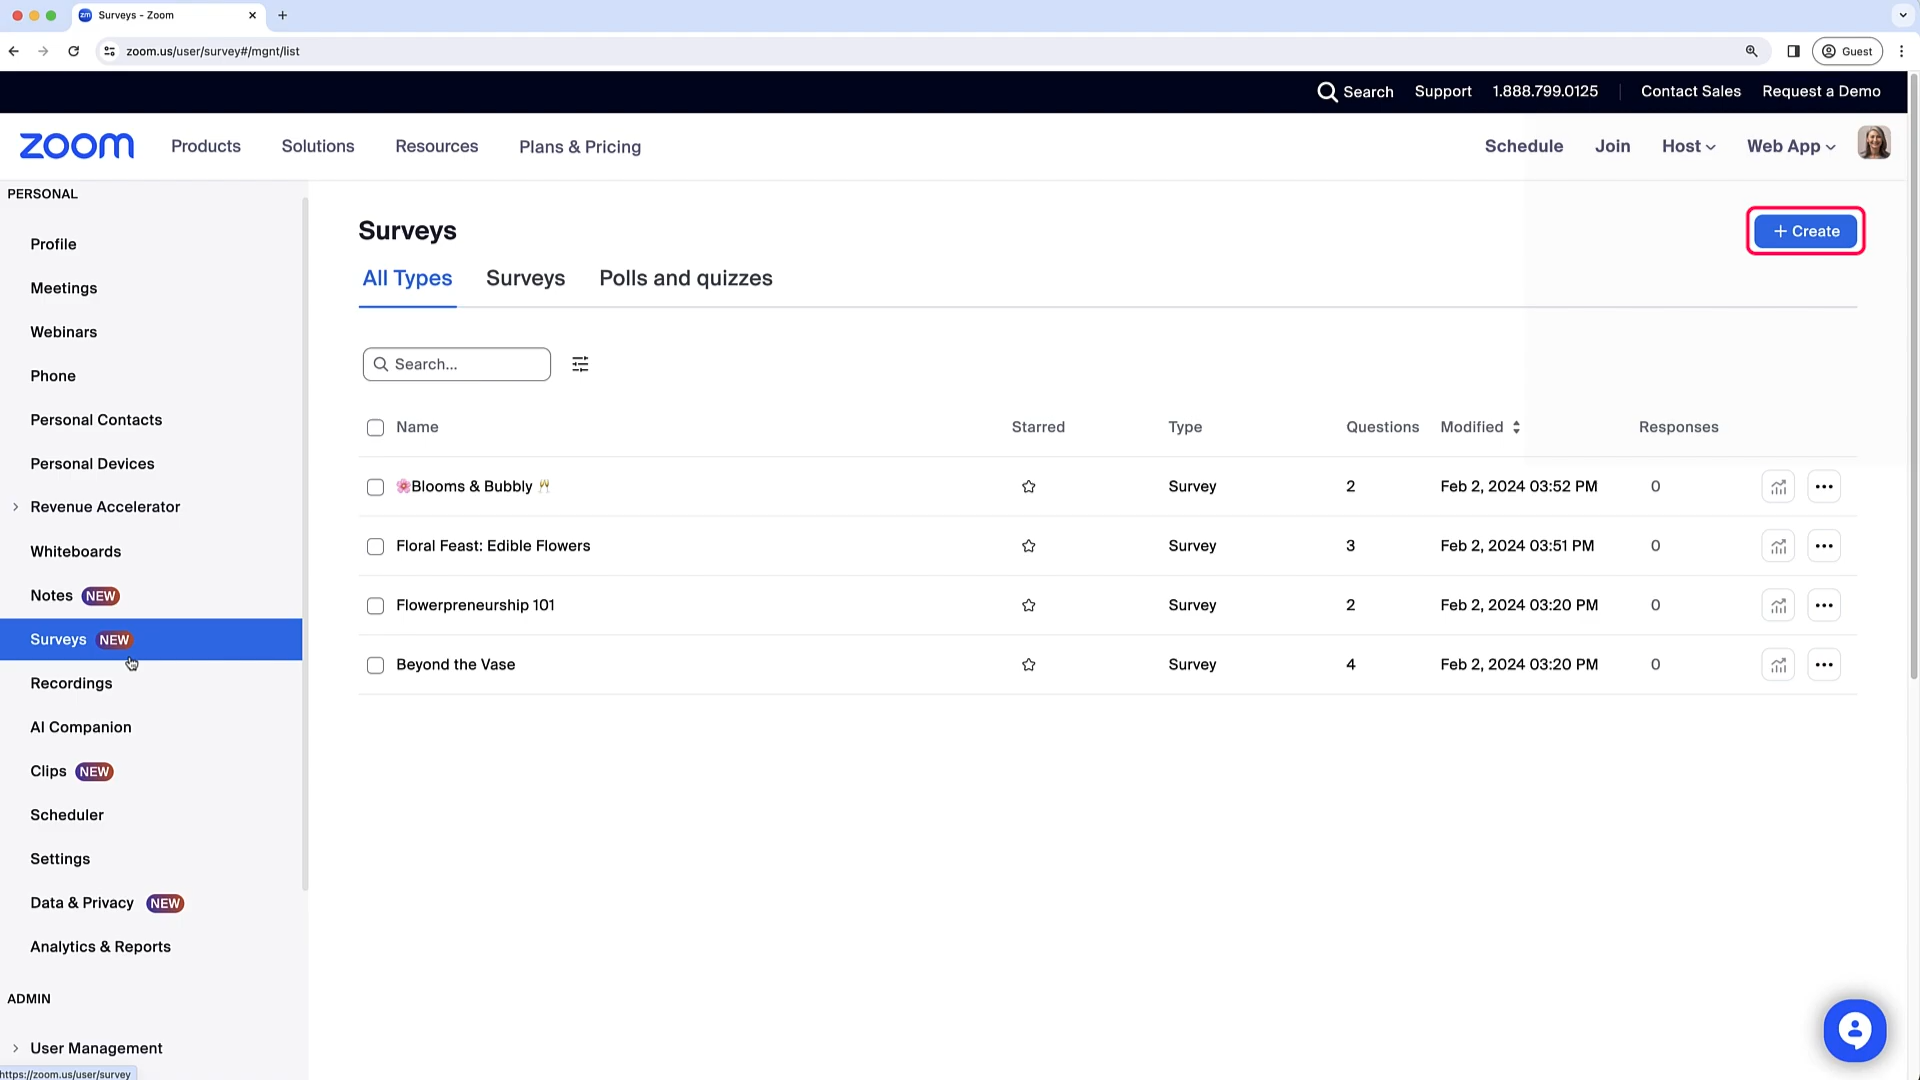 Surveys - Zoom
zoom.us/user/survey#/mgnt/list
Guest
Search
Support
1.888.799.0125
Contact Sales
Request a Demo
zoom
Products
Solutions
Resources
Plans & Pricing
Schedule
Join
Host
Web App
PERSONAL
Profile
Meetings
Webinars
Phone
Personal Contacts
Personal Devices
Revenue Accelerator
Whiteboards
Notes NEW
Surveys NEW
Recordings
AI Companion
Clips NEW
Scheduler
Settings
Data & Privacy NEW
Analytics & Reports
ADMIN
User Management
https://zoom.us/user/survey
Surveys
+ Create
All Types
Surveys
Polls and quizzes
Search...
Name Starred Type Questions Modified Responses
🌸Blooms & Bubbly 🥂 Survey 2 Feb 2, 2024 03:52 PM 0
Floral Feast: Edible Flowers Survey 3 Feb 2, 2024 03:51 PM 0
Flowerpreneurship 101 Survey 2 Feb 2, 2024 03:20 PM 0
Beyond the Vase Survey 4 Feb 2, 2024 03:20 PM 0